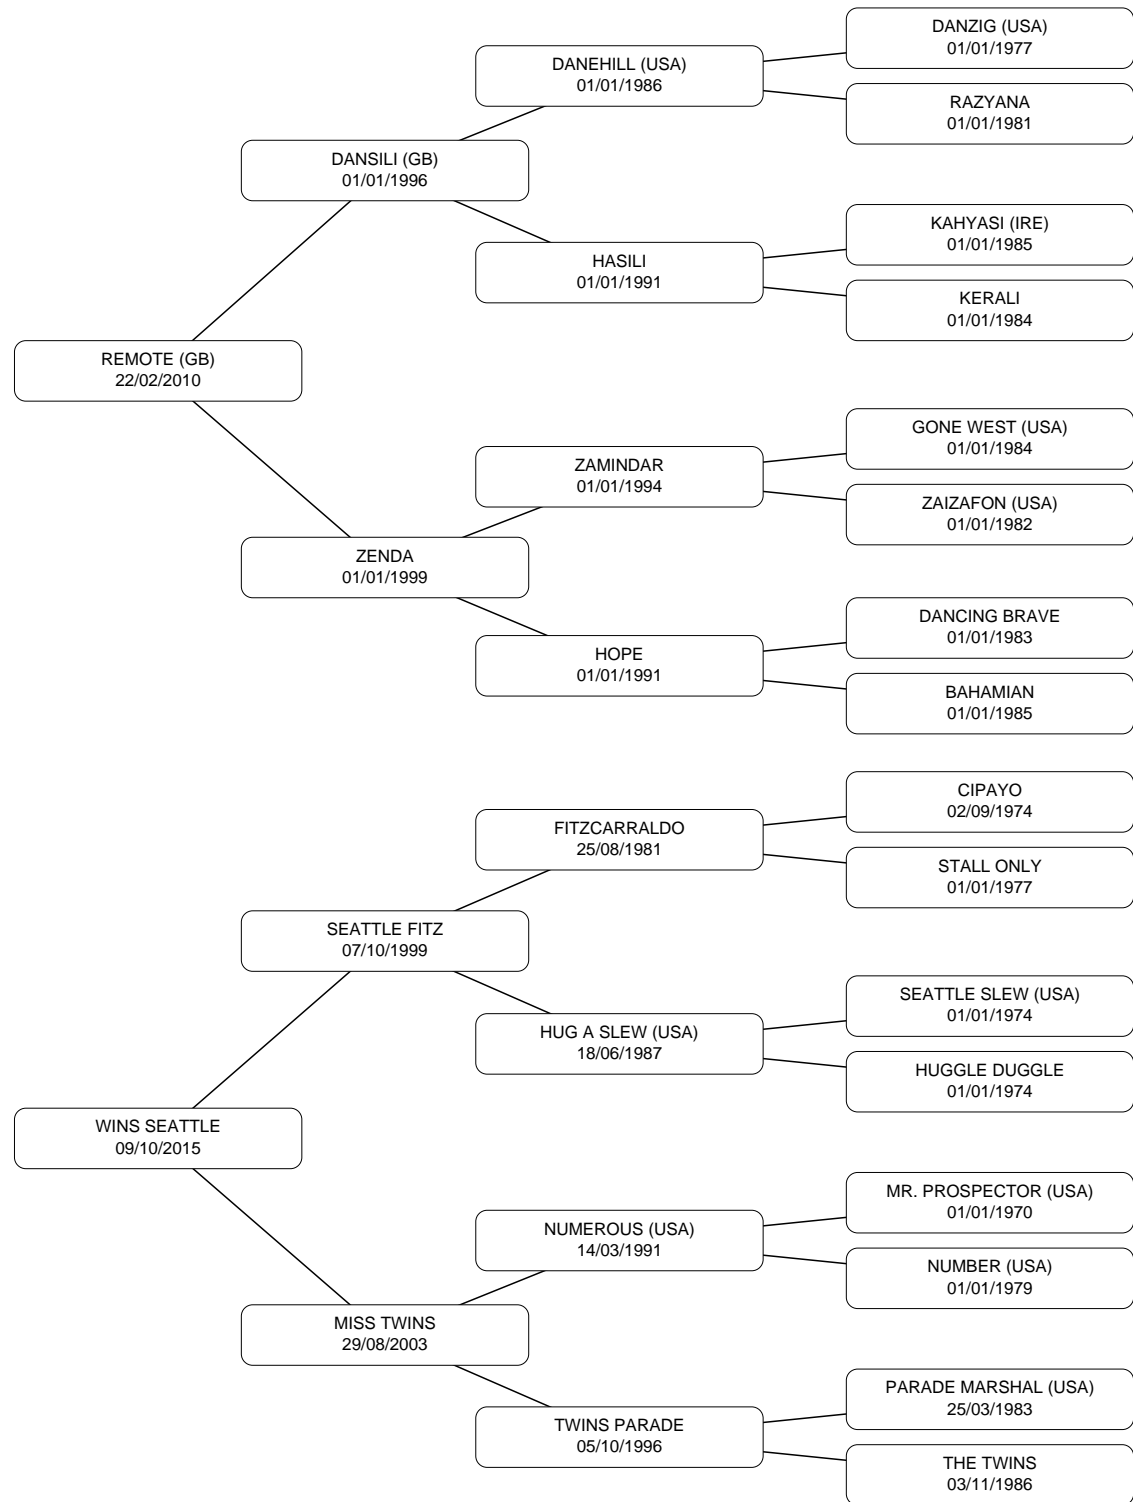 DANZIG (USA)
01/01/1977
DANEHILL (USA)
01/01/1986
RAZYANA
01/01/1981
DANSILI (GB)
01/01/1996
KAHYASI (IRE)
01/01/1985
HASILI
01/01/1991
KERALI
01/01/1984
REMOTE (GB)
22/02/2010
GONE WEST (USA)
01/01/1984
ZAMINDAR
01/01/1994
ZAIZAFON (USA)
01/01/1982
ZENDA
01/01/1999
DANCING BRAVE
01/01/1983
HOPE
01/01/1991
BAHAMIAN
01/01/1985
CIPAYO
02/09/1974
FITZCARRALDO
25/08/1981
STALL ONLY
01/01/1977
SEATTLE FITZ
07/10/1999
SEATTLE SLEW (USA)
01/01/1974
HUG A SLEW (USA)
18/06/1987
HUGGLE DUGGLE
01/01/1974
WINS SEATTLE
09/10/2015
MR. PROSPECTOR (USA)
01/01/1970
NUMEROUS (USA)
14/03/1991
NUMBER (USA)
01/01/1979
MISS TWINS
29/08/2003
PARADE MARSHAL (USA)
25/03/1983
TWINS PARADE
05/10/1996
THE TWINS
03/11/1986